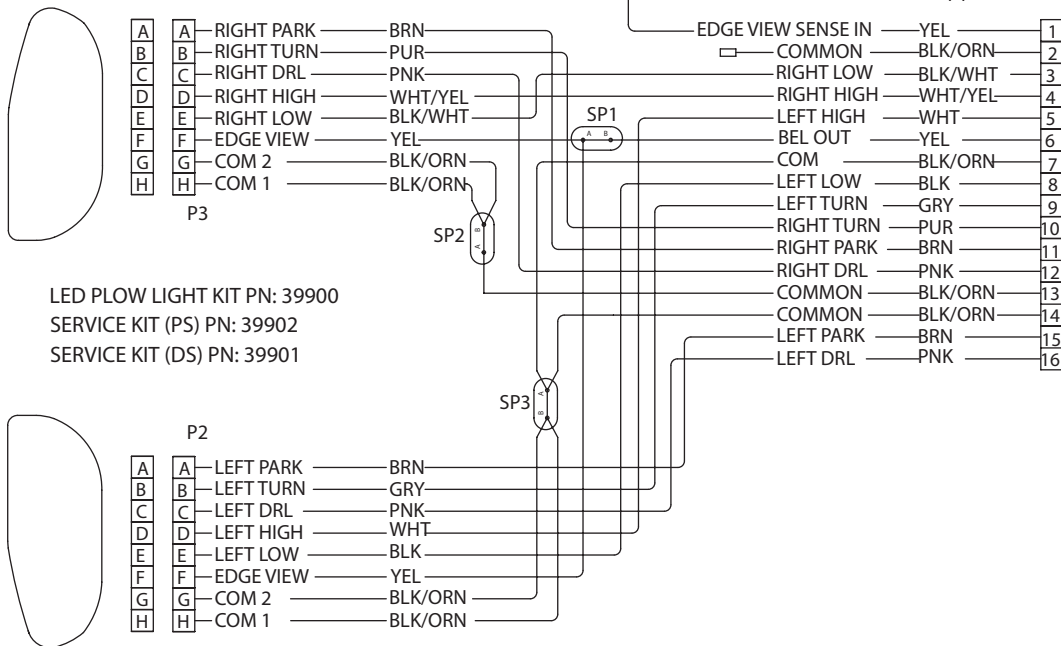 A A RIGHT PARK BRN
B B RIGHT TURN PUR
C C RIGHT DRL PNK
D D RIGHT HIGH WHT/YEL
E E RIGHT LOW BLK/WHT
F F EDGE VIEW YEL
G G COM 2 BLK/ORN
H H COM 1 BLK/ORN
P3
SP1
A B
SP2
B
A
EDGE VIEW SENSE IN YEL 1
COMMON BLK/ORN 2
RIGHT LOW BLK/WHT 3
RIGHT HIGH WHT/YEL 4
LEFT HIGH WHT 5
BEL OUT YEL 6
COM BLK/ORN 7
LEFT LOW BLK 8
LEFT TURN GRY 9
RIGHT TURN PUR 10
RIGHT PARK BRN 11
RIGHT DRL PNK 12
COMMON BLK/ORN 13
COMMON BLK/ORN 14
LEFT PARK BRN 15
LEFT DRL PNK 16
LED PLOW LIGHT KIT PN: 39900
SERVICE KIT (PS) PN: 39902
SERVICE KIT (DS) PN: 39901
SP3
A
B
P2
A A LEFT PARK BRN
B B LEFT TURN GRY
C C LEFT DRL PNK
D D LEFT HIGH WHT
E E LEFT LOW BLK
F F EDGE VIEW YEL
G G COM 2 BLK/ORN
H H COM 1 BLK/ORN